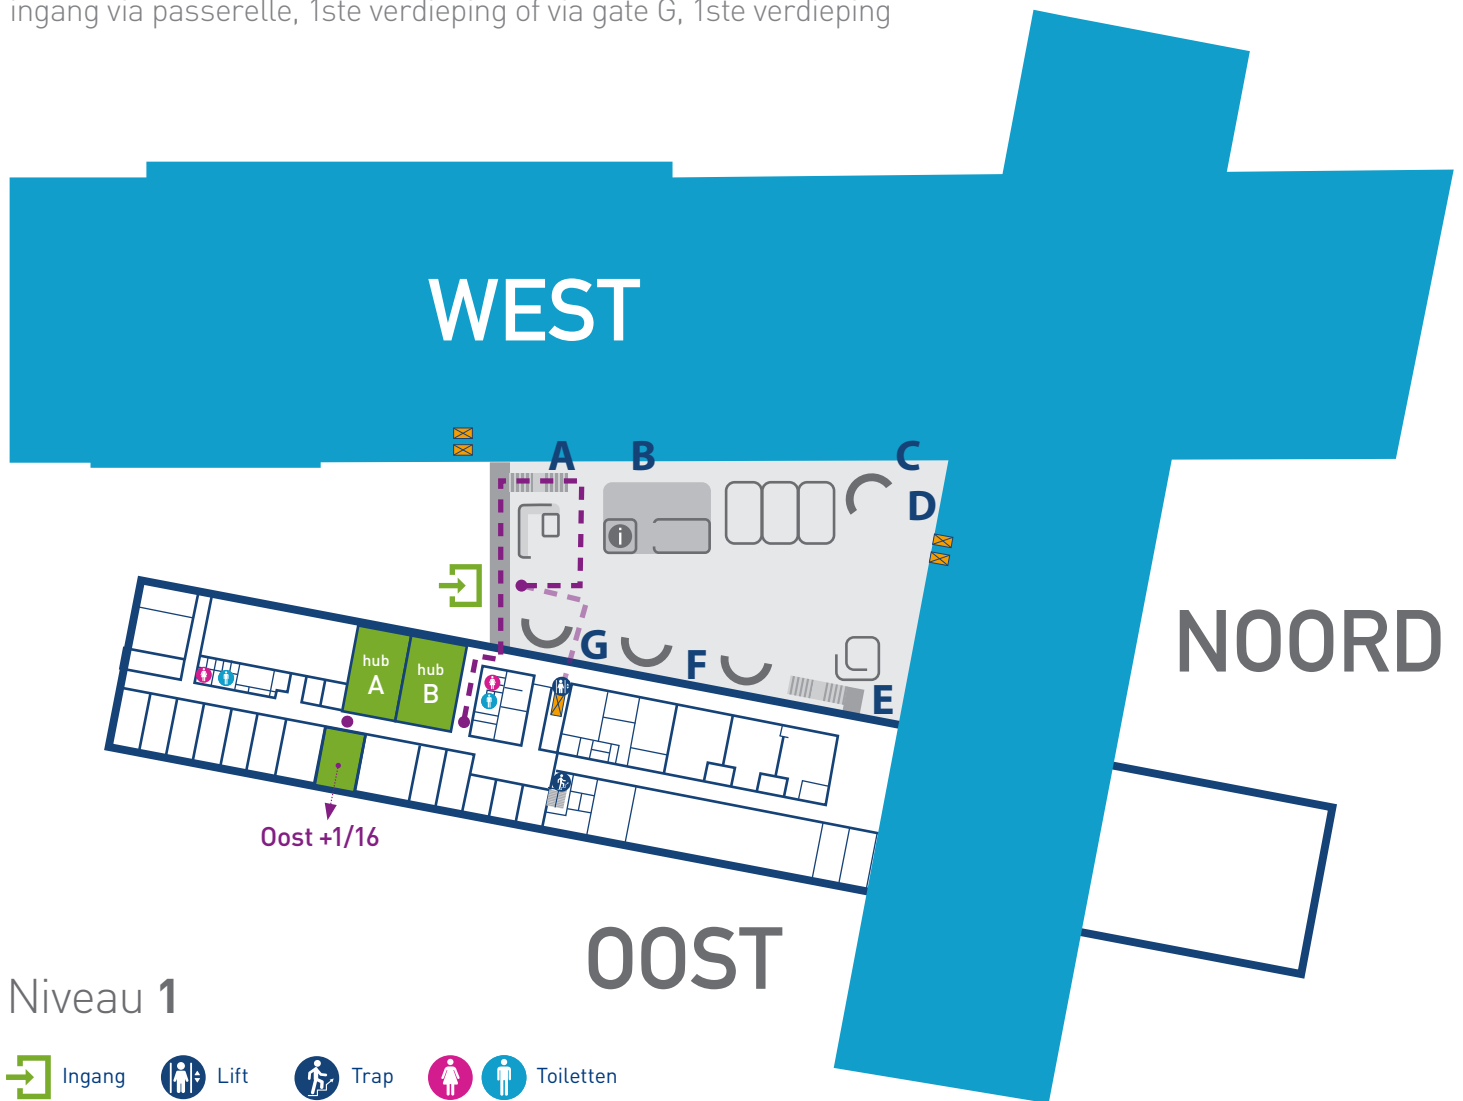 ingang via passerelle, 1ste verdieping of via gate G, 1ste verdieping
WEST
A
B
C
D
i
NOORD
G
F
E
hub
A
hub
B
Oost +1/16
OOST
Niveau 1
Ingang
Lift
Trap
Toiletten